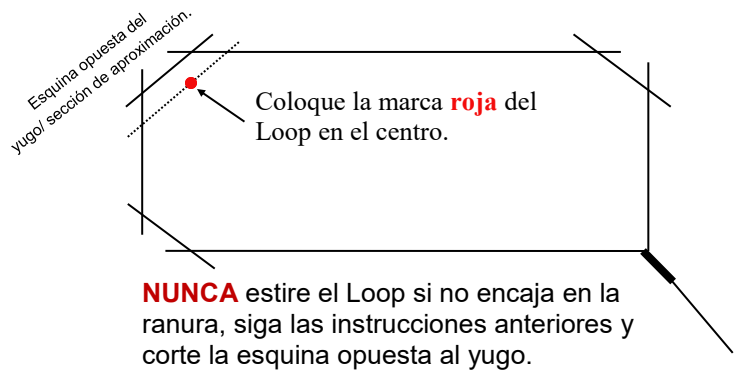 Esquina opuesta del
yugo/ sección de aproximación.
Coloque la marca roja del
Loop en el centro.
NUNCA estire el Loop si no encaja en la
ranura, siga las instrucciones anteriores y
corte la esquina opuesta al yugo.